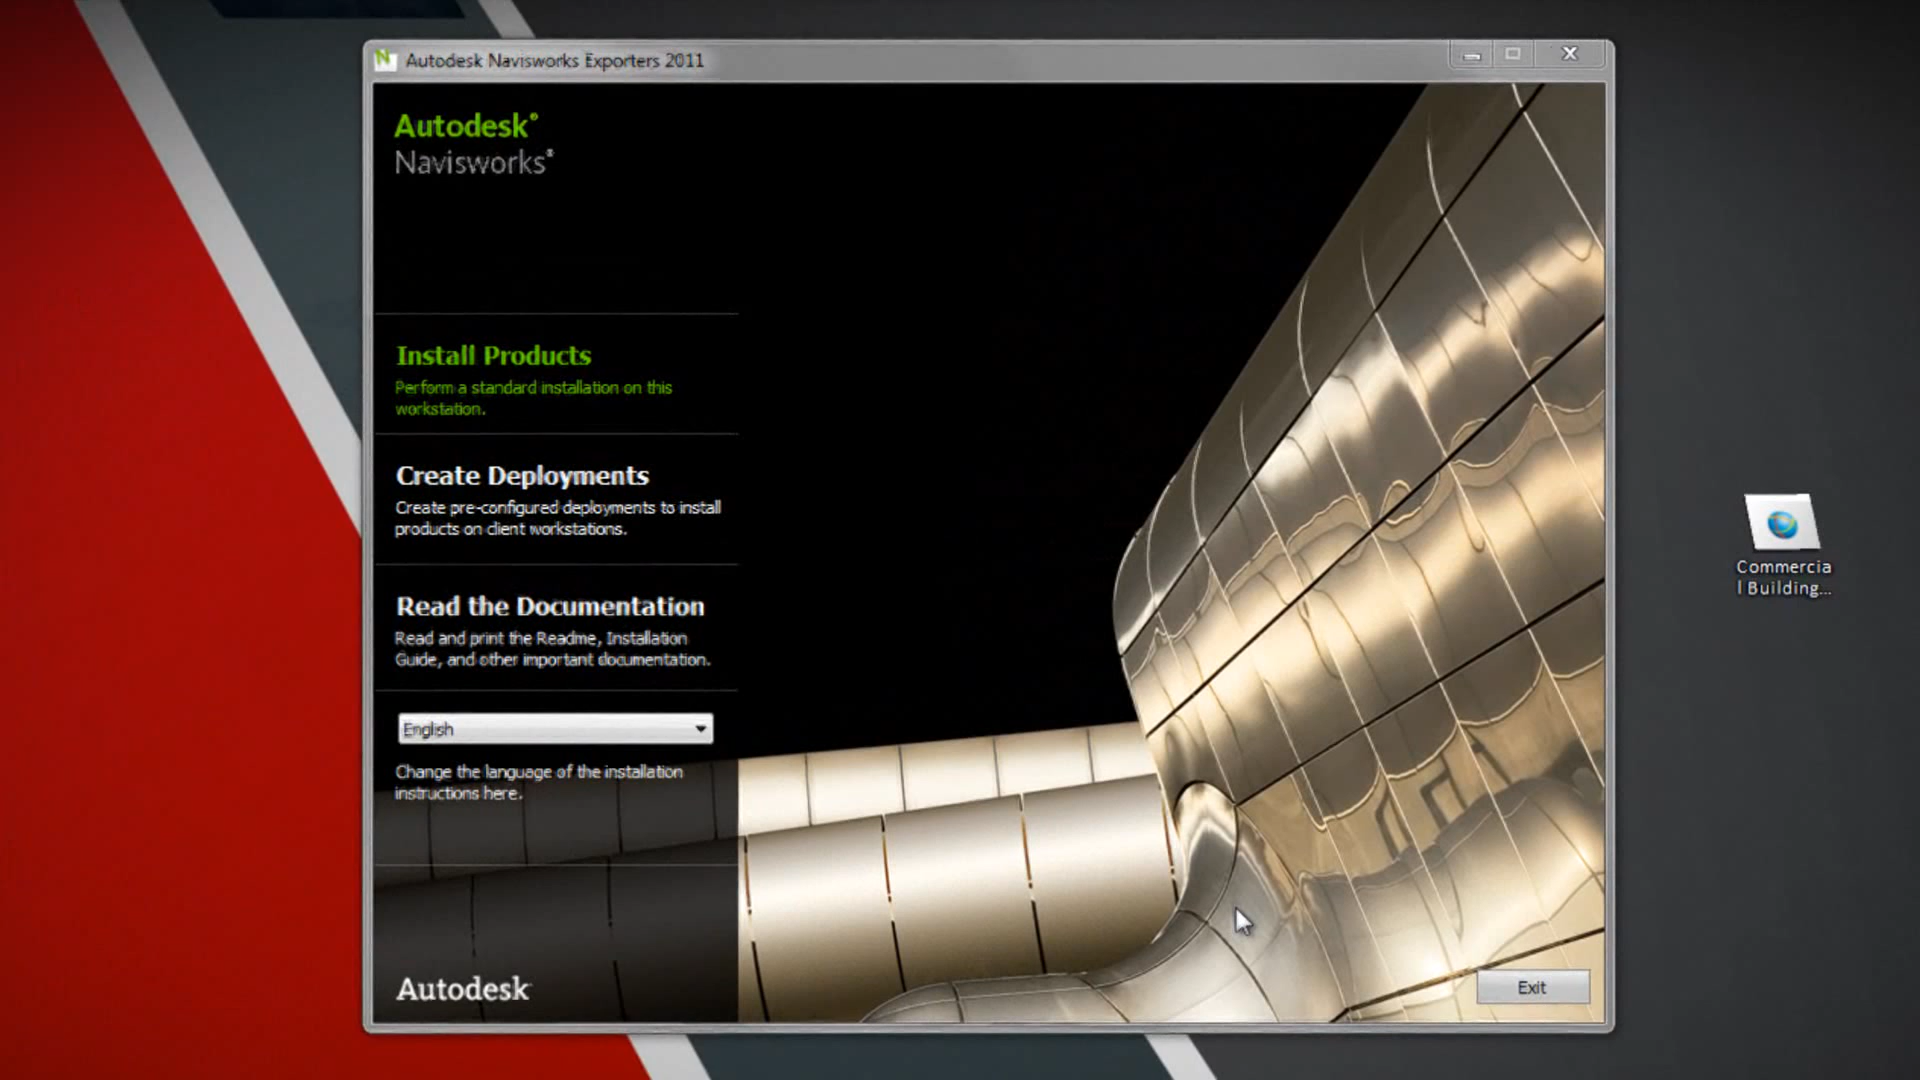 Autodesk Navisworks Exporters 2011
Autodesk®
Navisworks®
Install Products
Perform a standard installation on this
workstation.
Create Deployments
Create pre-configured deployments to install
products on client workstations.
Read the Documentation
Read and print the Readme, Installation
Guide, and other important documentation.
English
Change the language of the installation
instructions here.
Autodesk
Exit
Commercia
l Building...